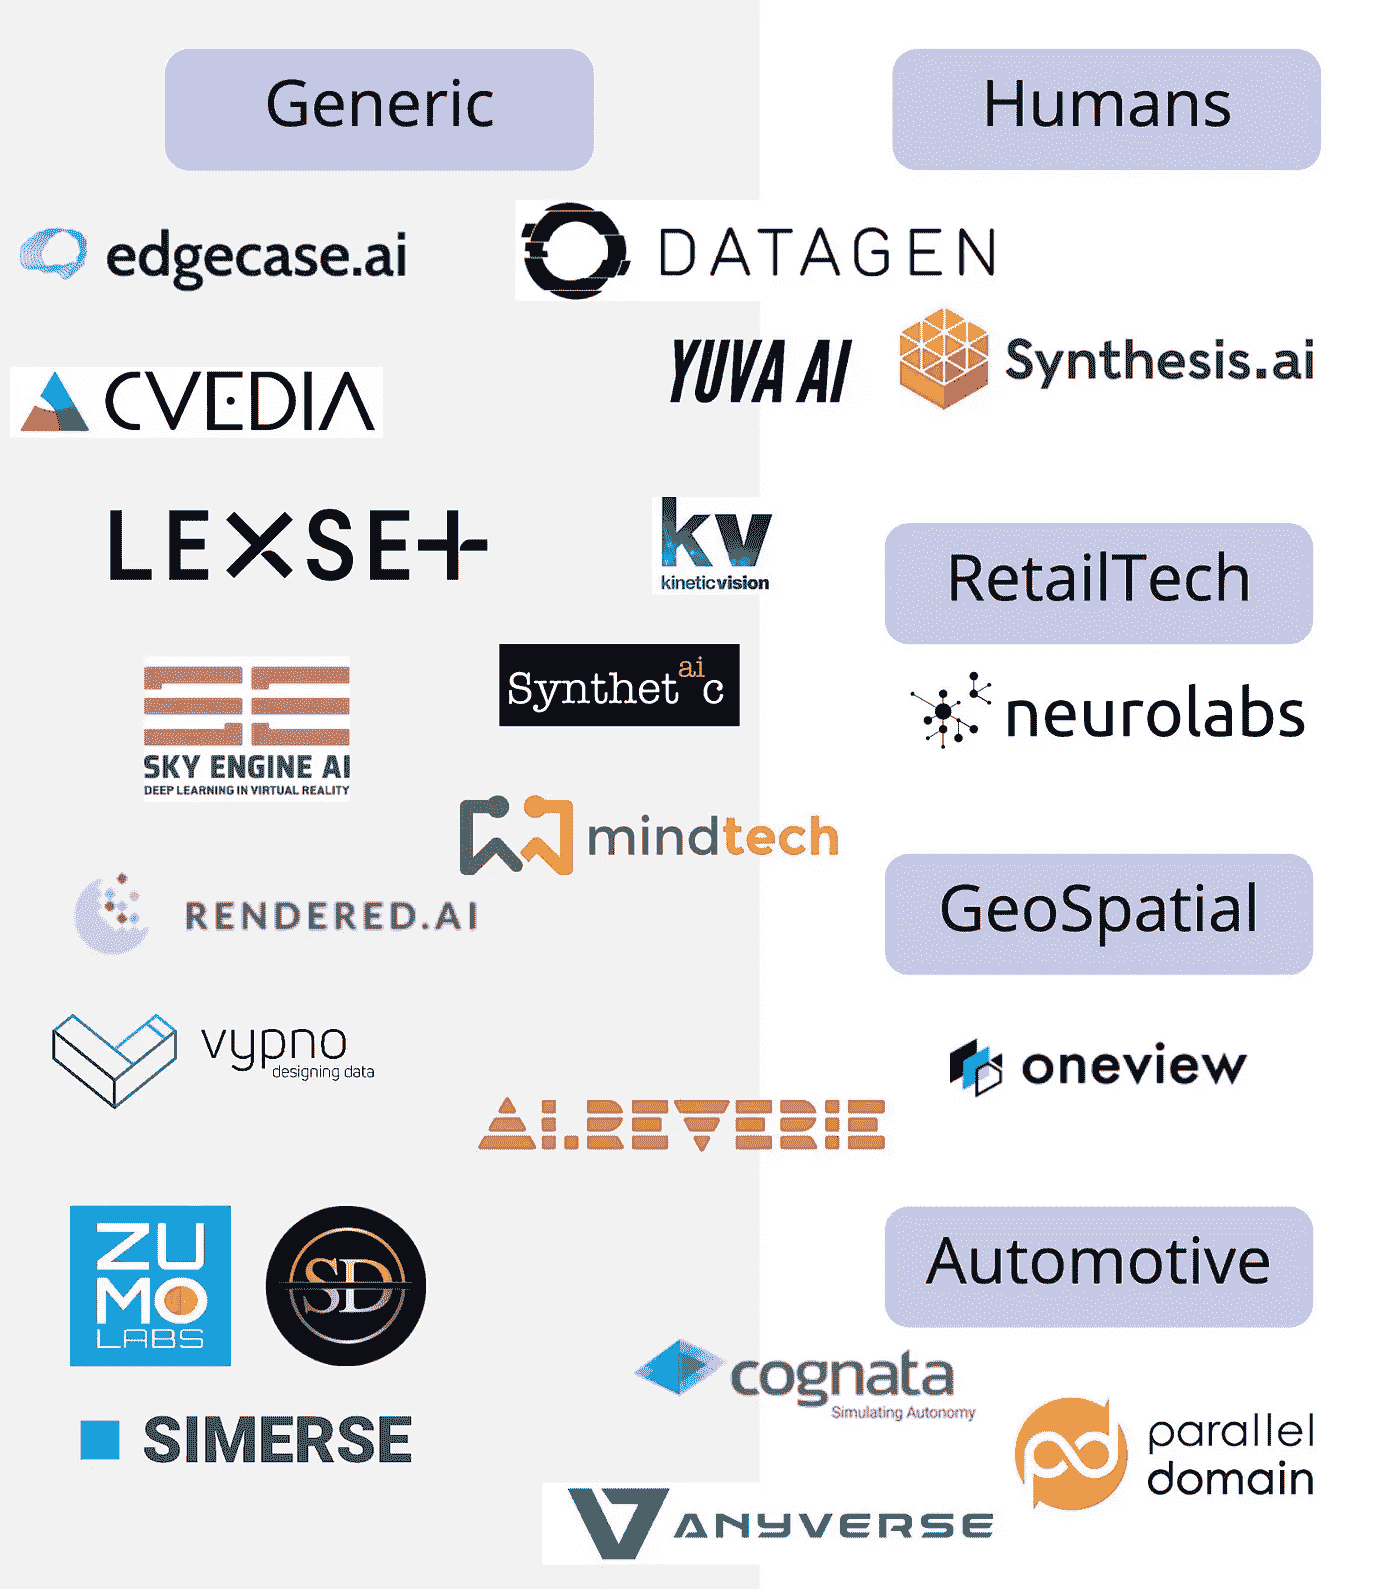 Generic
Humans
edgecase.ai
DATAGEN
YUVA AI
Synthesis.ai
CVEDIA
LEXSET
kv
kineticvision
RetailTech
Synthetaic
neurolabs
SKY ENGINE AI
DEEP LEARNING IN VIRTUAL REALITY
mindtech
GeoSpatial
RENDERED.AI
vypno
designing data
oneview
AI.REVERIE
ZU
MO
LABS
SD
Automotive
cognata
Simulating Autonomy
SIMERSE
pd
parallel
domain
ANYVERSE